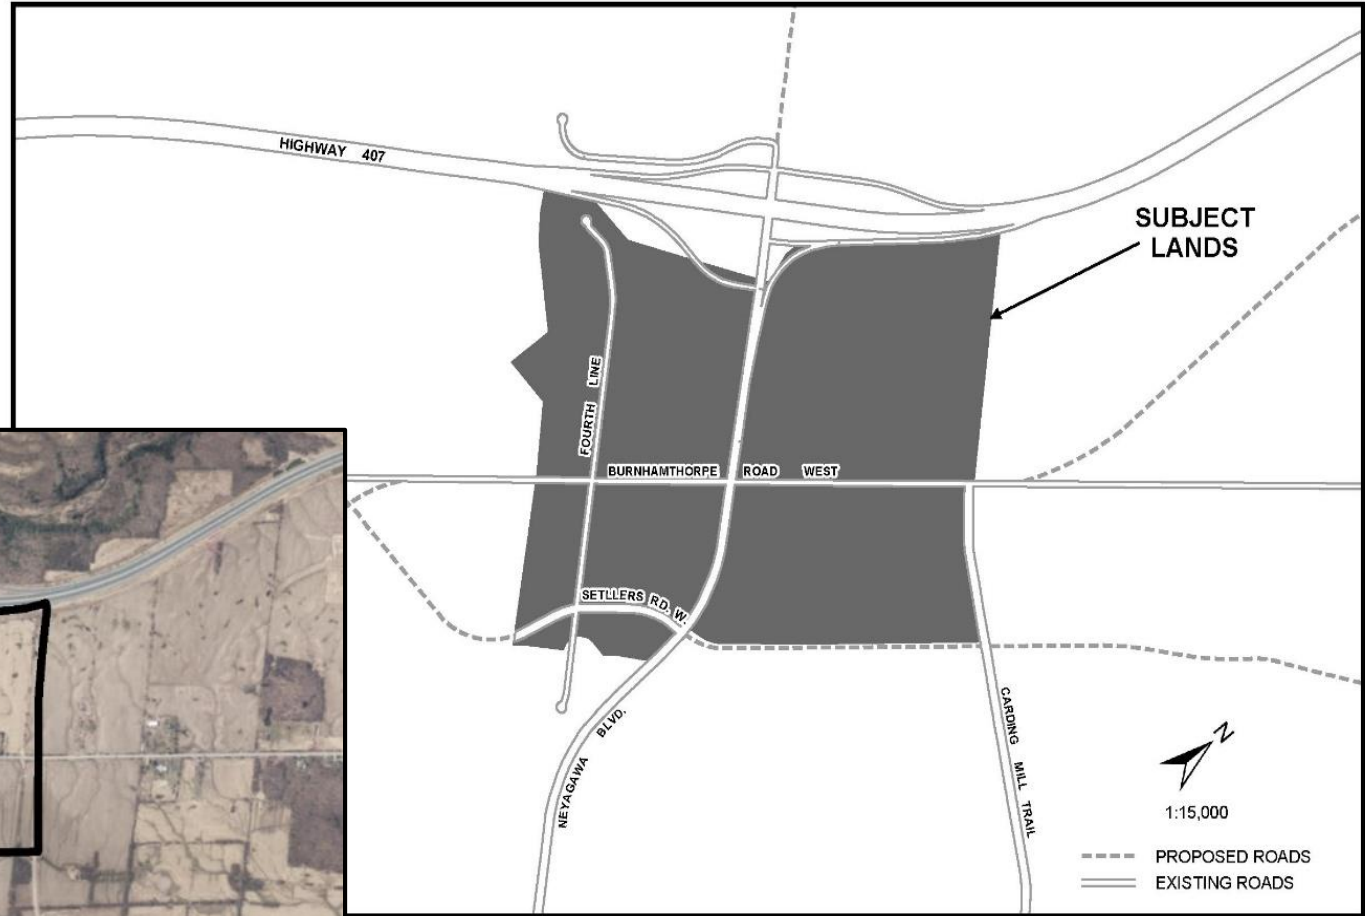 HIGHWAY 407
SUBJECT
LANDS
FOURTH LINE
BURNHAMTHORPE ROAD WEST
SETLLERS RD. W.
NEYAGAWA BLVD.
CARDING MILL TRAIL
N
1:15,000
PROPOSED ROADS
EXISTING ROADS